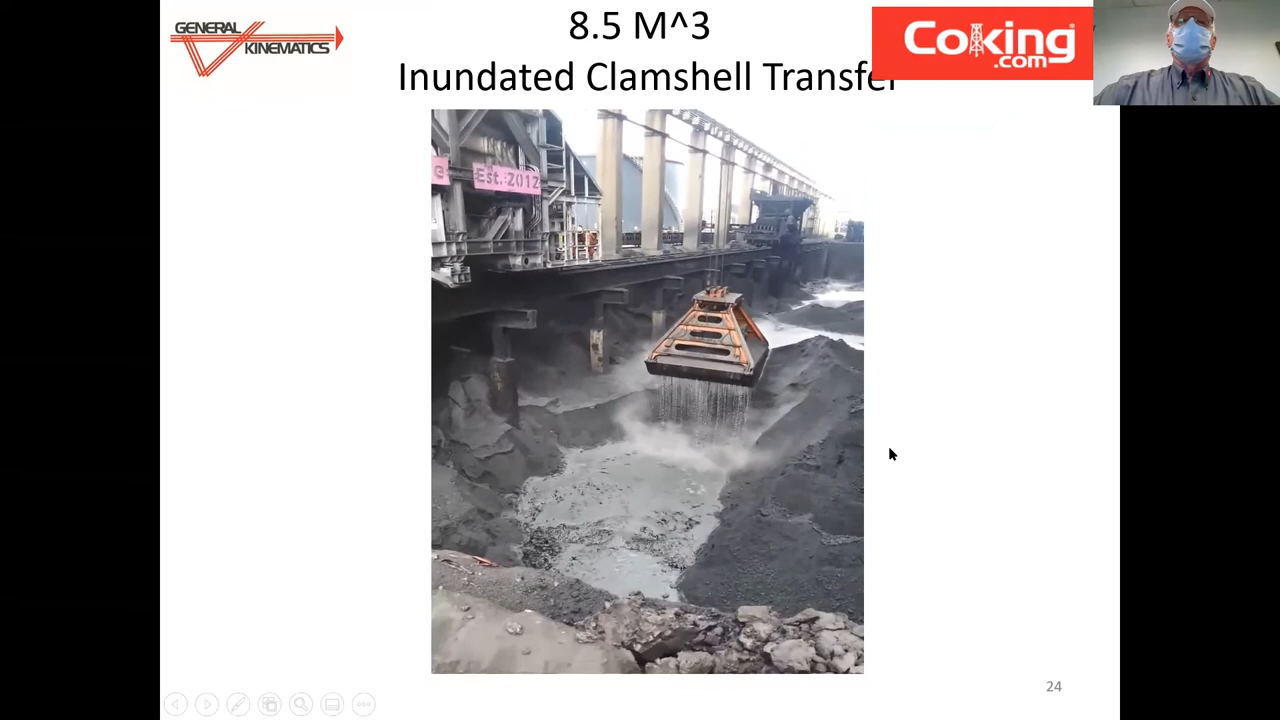 GENERAL
KINEMATICS
8.5 M^3
Inundated Clamshell Transfer
Coking
.com
e
Est. 2012
24